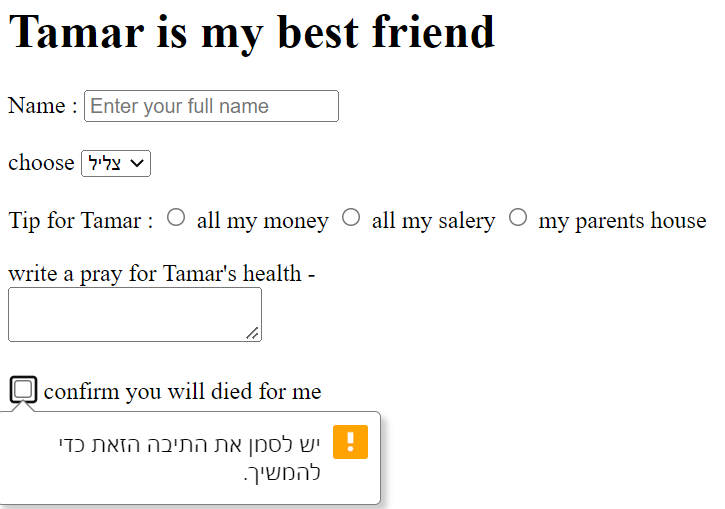 Tamar is my best friend
Name : Enter your full name
choose צליל
Tip for Tamar : all my money all my salery my parents house
write a pray for Tamar's health -
confirm you will died for me
יש לסמן את התיבה הזאת כדי
להמשיך.